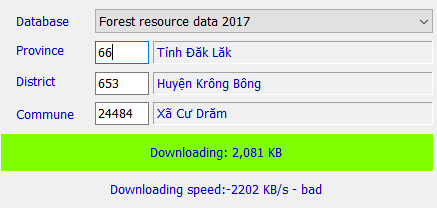 Database Forest resource data 2017
Province 66 Tỉnh Đăk Lăk
District 653 Huyện Krông Bông
Commune 24484 Xã Cư Drăm
Downloading: 2,081 KB
Downloading speed:-2202 KB/s - bad